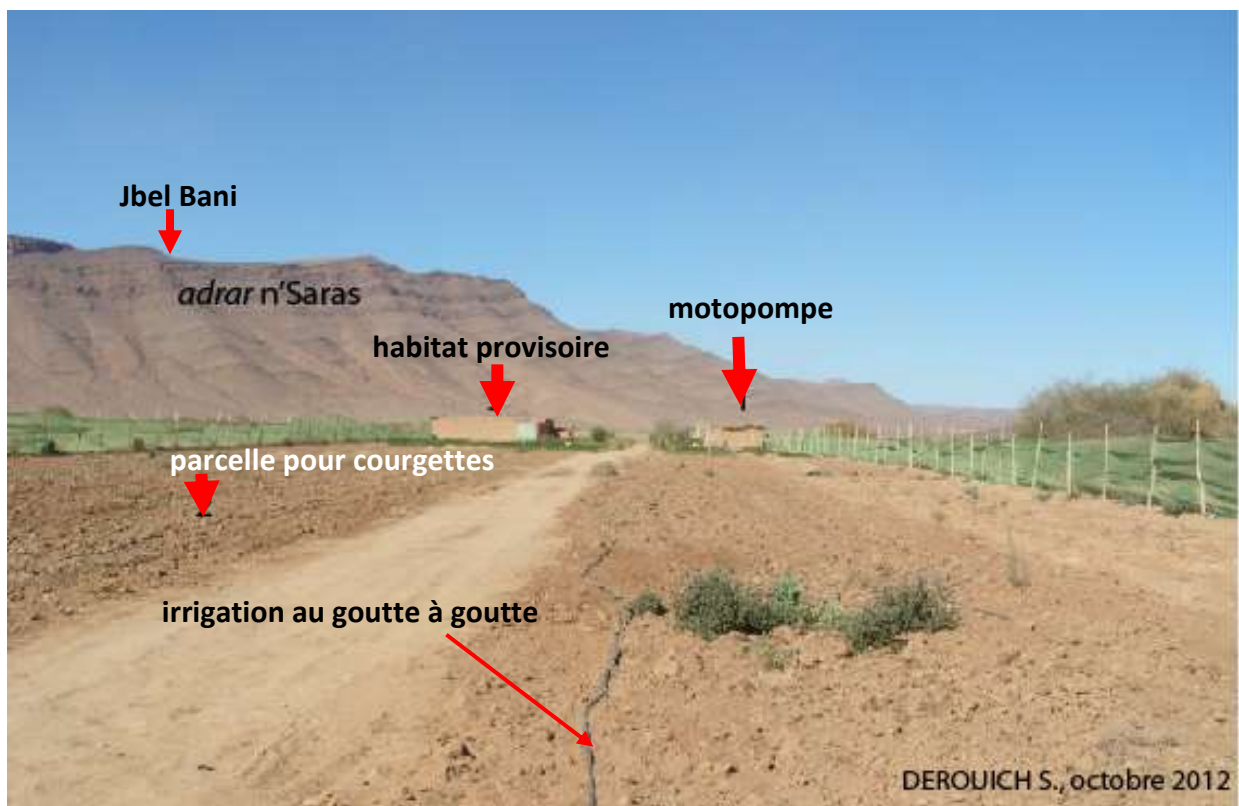 Jbel Bani
adrar n'Saras
motopompe
habitat provisoire
parcelle pour courgettes
irrigation au goutte à goutte
DEROUICH S., octobre 2012